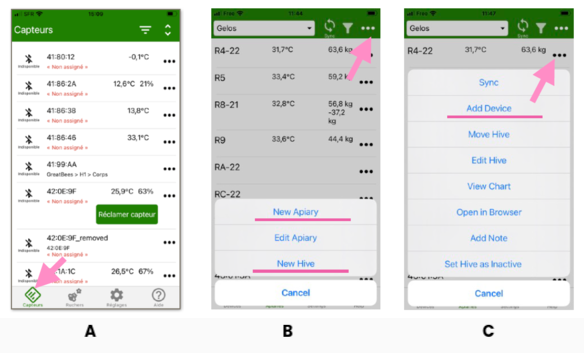 Capteurs
41:80:12 -0,1°C
Indisponible « Non assigné »
41:86:2A 12,6°C 21%
Indisponible « Non assigné »
41:86:38 13,8°C
Indisponible « Non assigné »
41:86:46 33,1°C
Indisponible « Non assigné »
41:99:AA
Indisponible GreatBees > H1 > Corps
42:0E:9F 25,9°C 63%
Indisponible « Non assigné »
Réclamer capteur
42:0E:9F_removed
42:0E:9F
Indisponible « Non assigné »
1A:1C 26,5°C 67%
« Non assigné »
Capteurs Ruchers Réglages Aide
A
11:44
Gelos
Sync
R4-22 31,7°C 63,6 kg
R5 33,4°C 59,2
R8-21 32,8°C 56,8 kg
-37,2
kg
R9 33,6°C 44,4 kg
RA-22
RC-22
New Apiary
Edit Apiary
New Hive
Cancel
B
11:47
Gelos
Sync
R4-22 31,7°C 63,6 kg
Sync
Add Device
Move Hive
Edit Hive
View Chart
Open in Browser
Add Note
Set Hive as Inactive
Cancel
C